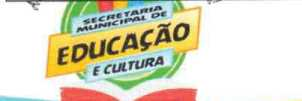 SECRETARIA
MUNICIPAL DE
EDUCAÇÃO
E CULTURA